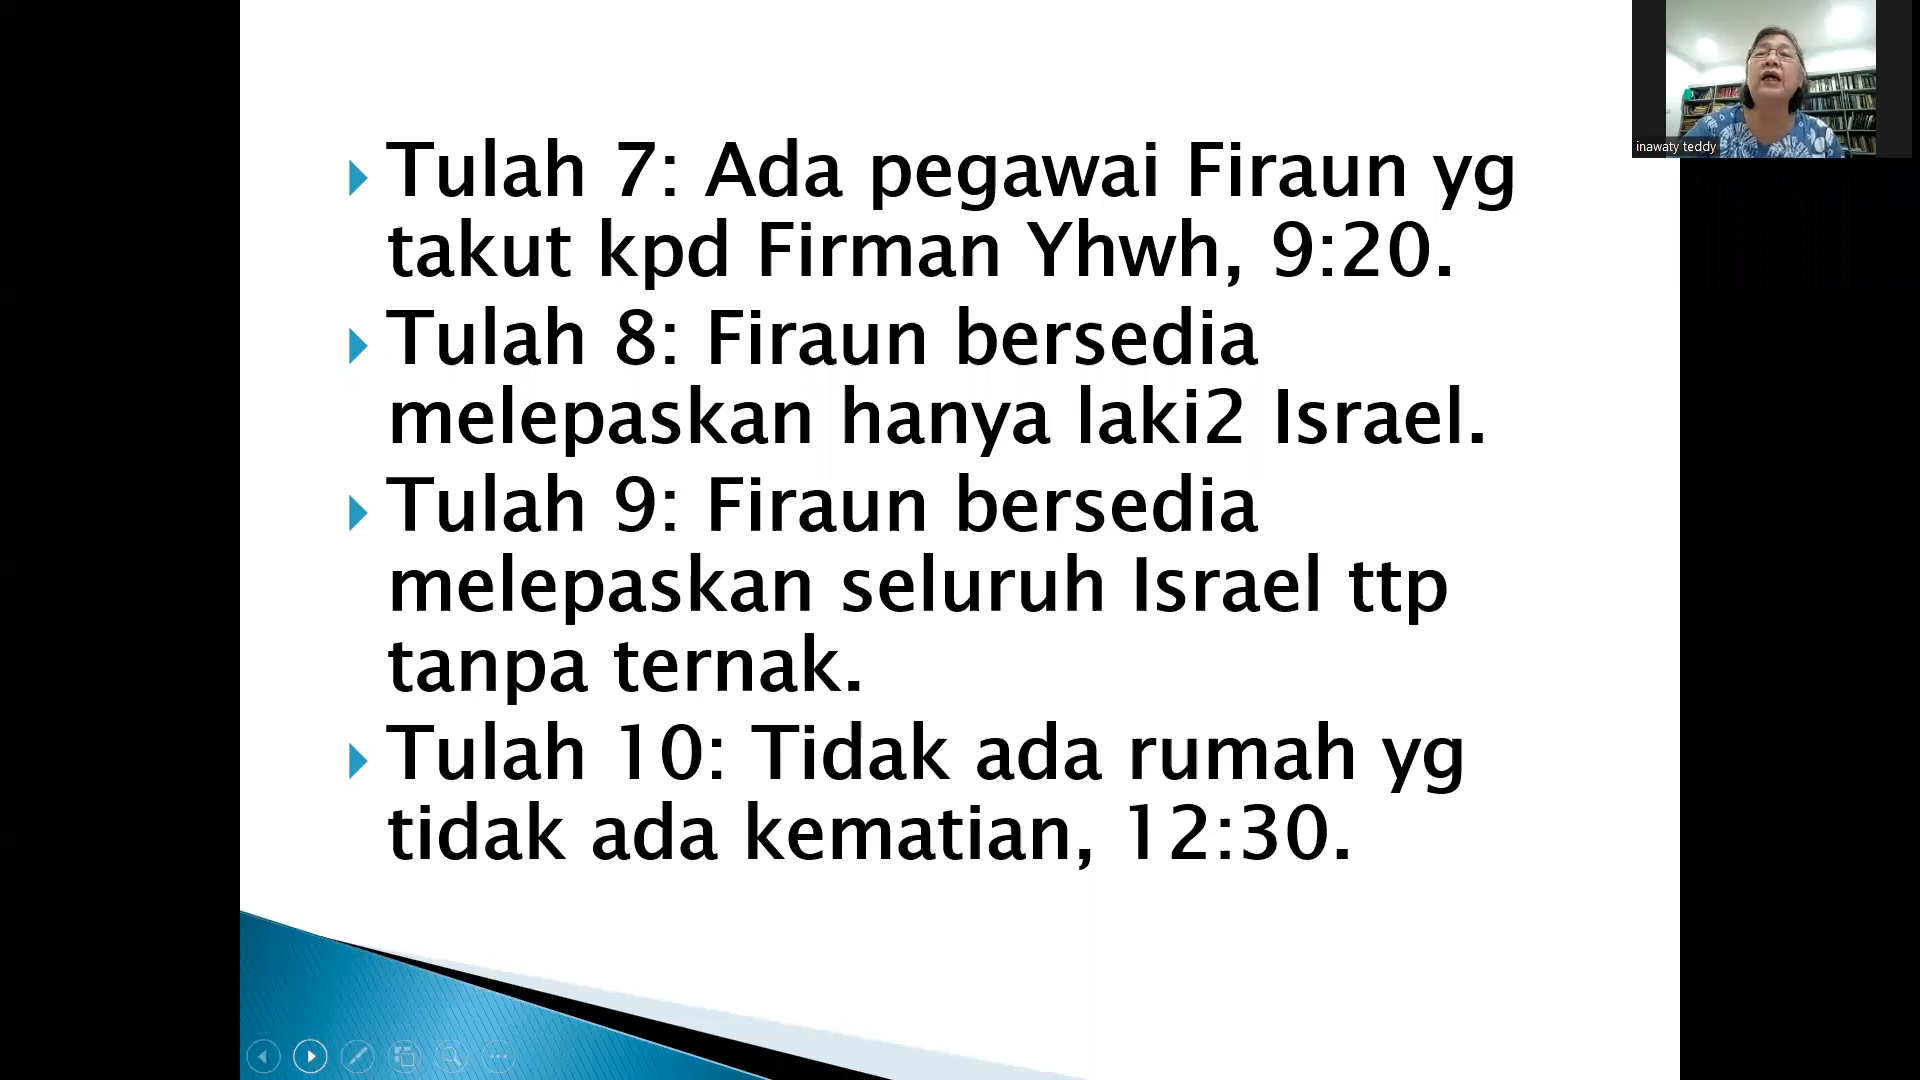 Tulah 7: Ada pegawai Firaun yg
takut kpd Firman Yhwh, 9:20.
Tulah 8: Firaun bersedia
melepaskan hanya laki2 Israel.
Tulah 9: Firaun bersedia
melepaskan seluruh Israel ttp
tanpa ternak.
Tulah 10: Tidak ada rumah yg
tidak ada kematian, 12:30.
inawaty teddy